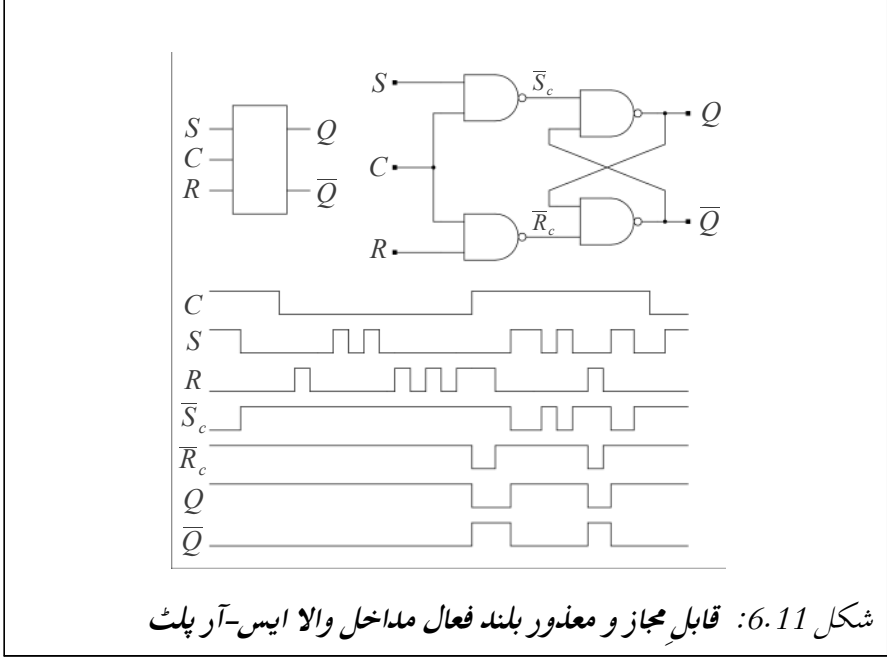 S
C
R
Q
Q̅
S
C
R
S̅c
R̅c
Q
Q̅
C
S
R
S̅c
R̅c
Q
Q̅
شکل 6.11: قابلِ مجاز و معذور بلند فعال مداخل والا ایس-آر پلٹ